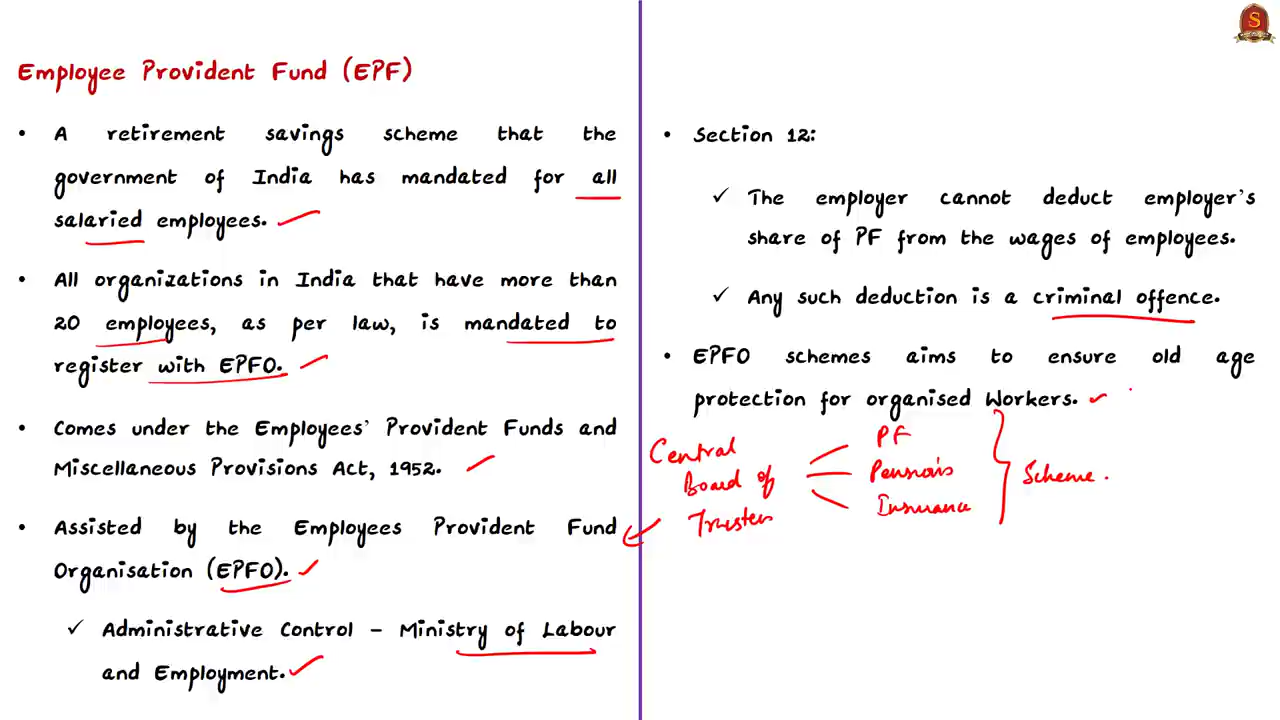 Employee Provident Fund (EPF)
• A retirement savings scheme that the
government of India has mandated for all
salaried employees.
• All organizations in India that have more than
20 employees, as per law, is mandated to
register with EPFO.
• Comes under the Employees' Provident Funds and
Miscellaneous Provisions Act, 1952.
• Assisted by the Employees Provident Fund
Organisation (EPFO).
✓ Administrative Control – Ministry of Labour
and Employment.
• Section 12:
✓ The employer cannot deduct employer's
share of PF from the wages of employees.
✓ Any such deduction is a criminal offence.
• EPFO schemes aims to ensure old age
protection for organised Workers.
Central
Board of
Trustees
PF
Pensions
Insurance
Scheme.
S